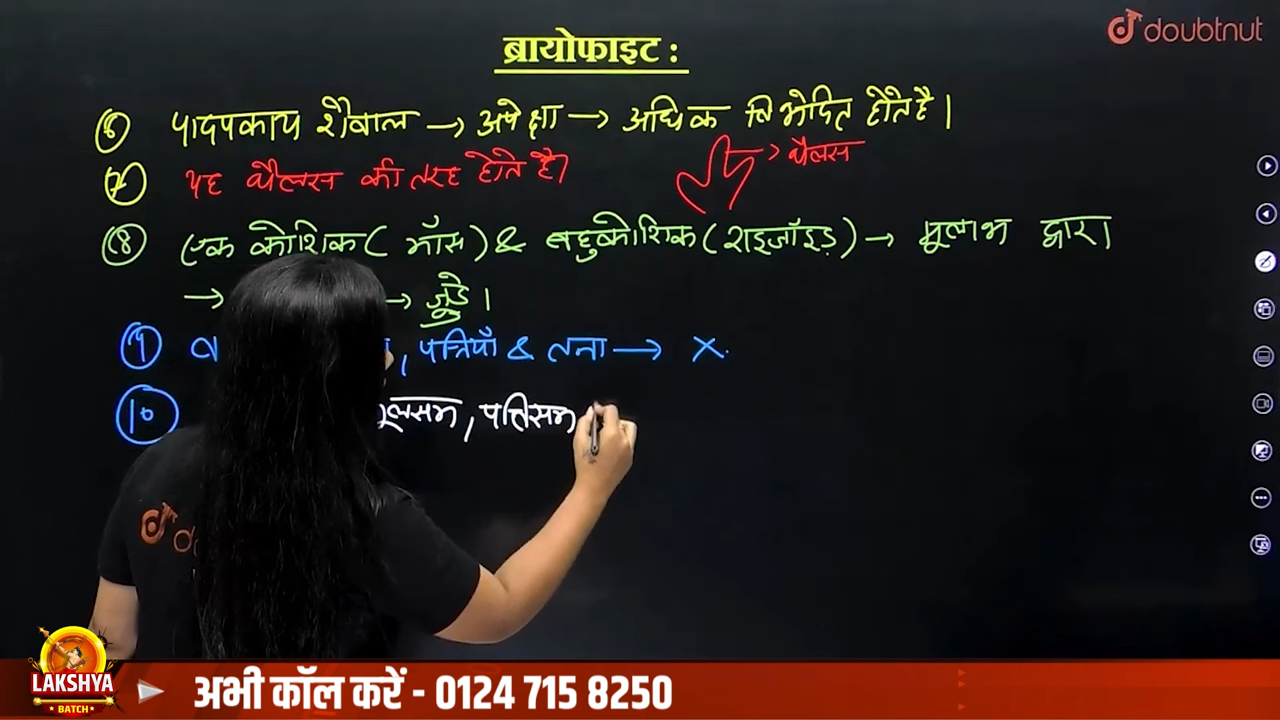 doubtnut
ब्रायोफाइट :
(6) पादपकाय शैवाल → अपेक्षा → अधिक विभेदित होते है।
(7) यह थैलस की तरह होते है।
> थैलस
(8) एक कोशिक ( मॉस ) & बहुकोशिक ( राइजॉइड ) → मूलाभ द्वारा
→ → जुडे ।
(9) , पत्तियाँ & तना → X.
(10) मूलसम, पत्तिसम
LAKSHYA
BATCH
अभी कॉल करें - 0124 715 8250